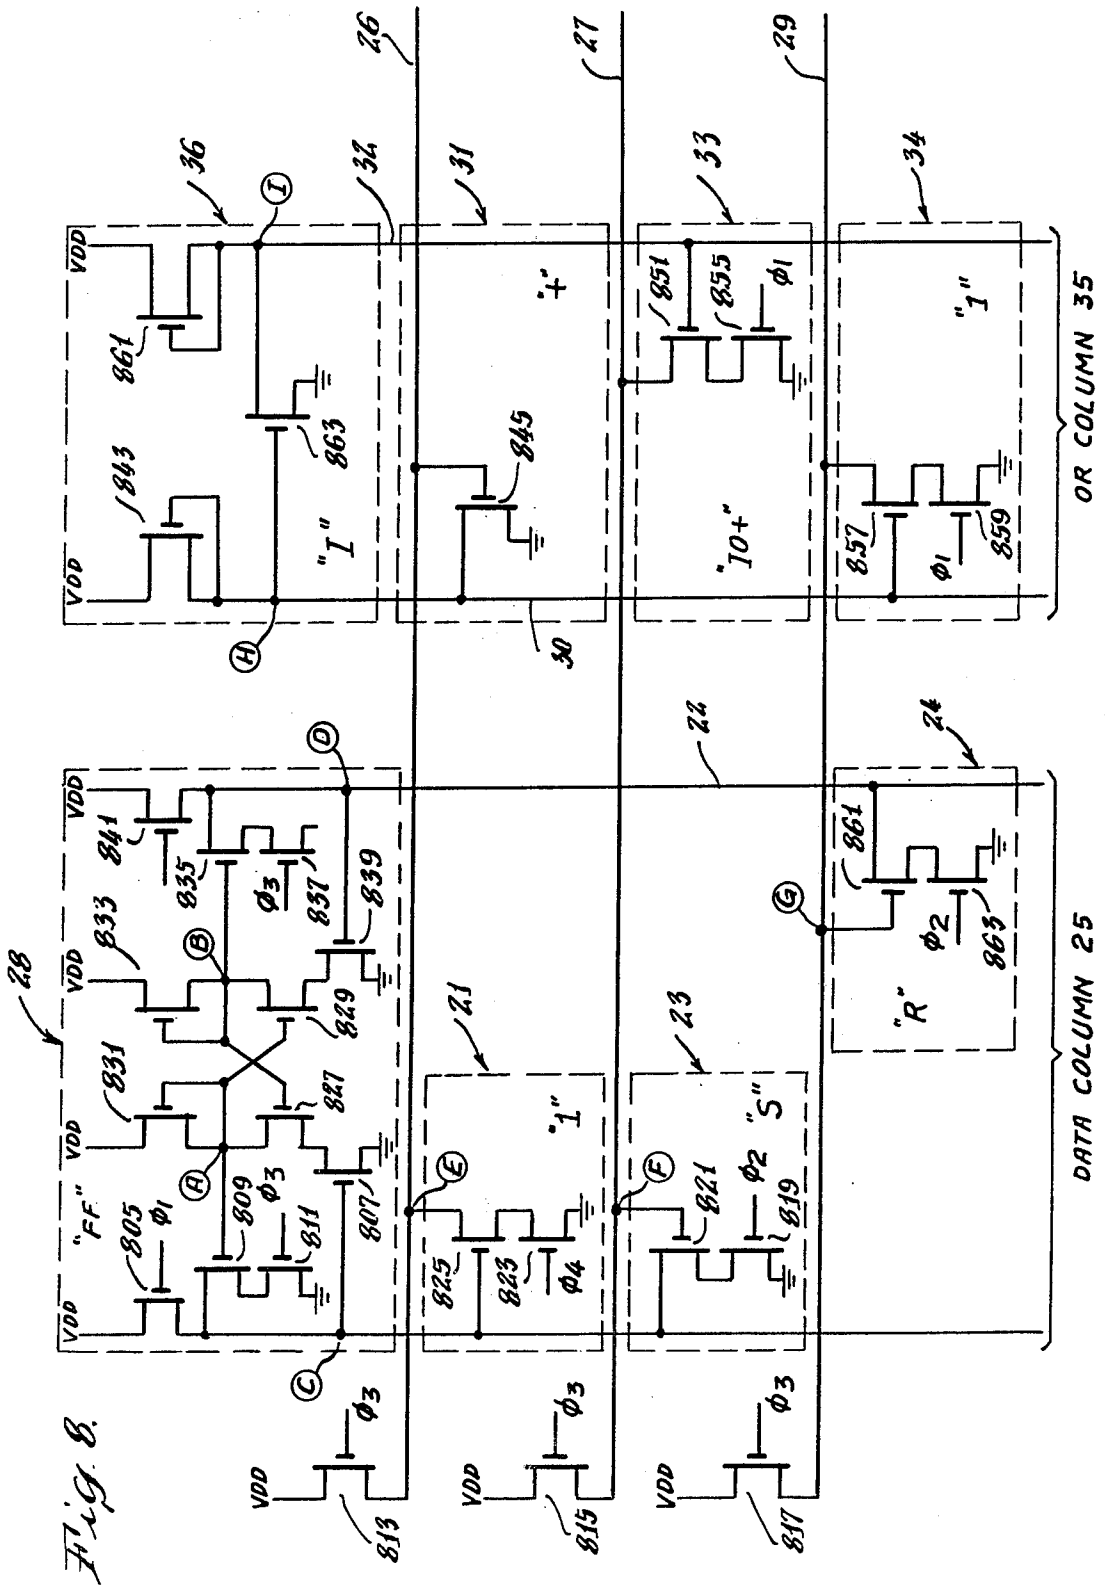 Fig. 8.
28
"FF"
VDD
805
φ1
VDD
831
VDD
833
VDD
841
A
809
φ3
811
B
835
φ3
837
827
829
807
839
C
D
VDD
843
VDD
861
36
H
I
863
"I"
VDD
813
φ3
26
E
21
825
823
φ4
"1"
22
30
32
31
845
"+"
VDD
815
φ3
27
F
23
821
φ2
819
"S"
33
851
855
φ1
"IO+"
VDD
817
φ3
29
G
24
861
φ2
863
"R"
34
857
φ1
859
"1"
DATA COLUMN 25
OR COLUMN 35